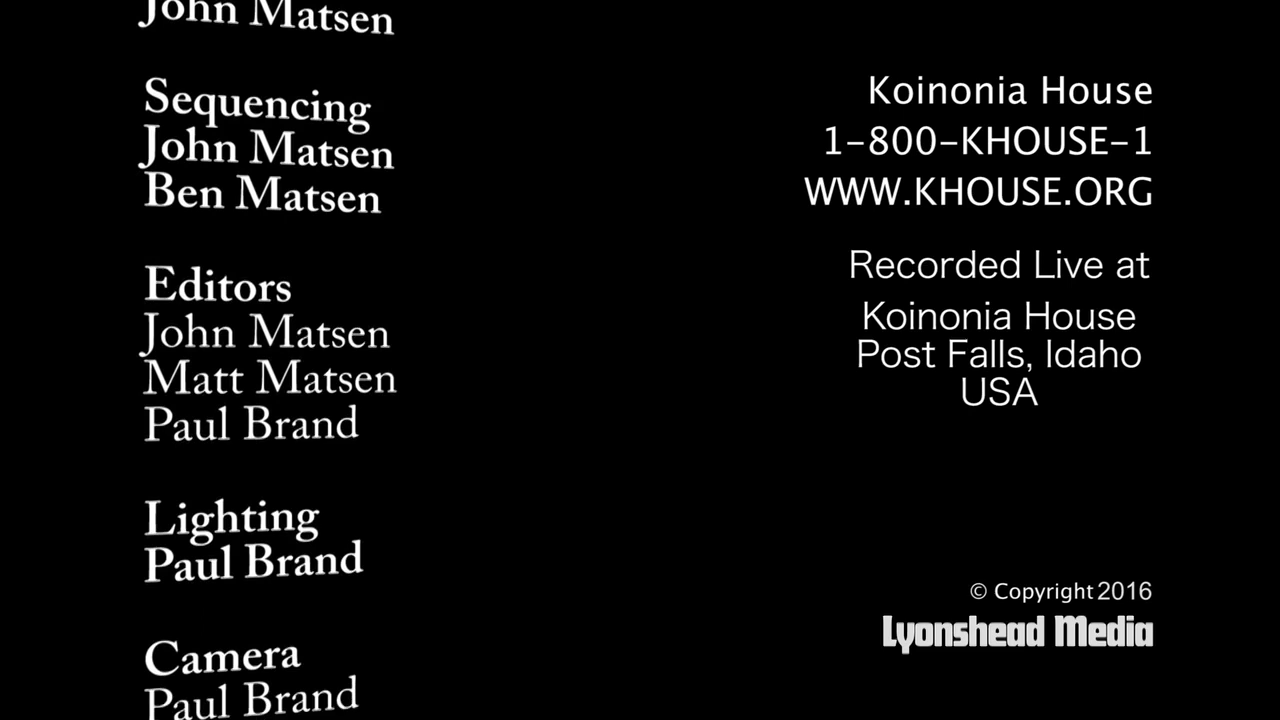 John Matsen
Sequencing
John Matsen
Ben Matsen
Editors
John Matsen
Matt Matsen
Paul Brand
Lighting
Paul Brand
Camera
Paul Brand
Koinonia House
1-800-KHOUSE-1
WWW.KHOUSE.ORG
Recorded Live at
Koinonia House
Post Falls, Idaho
USA
© Copyright 2016
Lyonshead Media